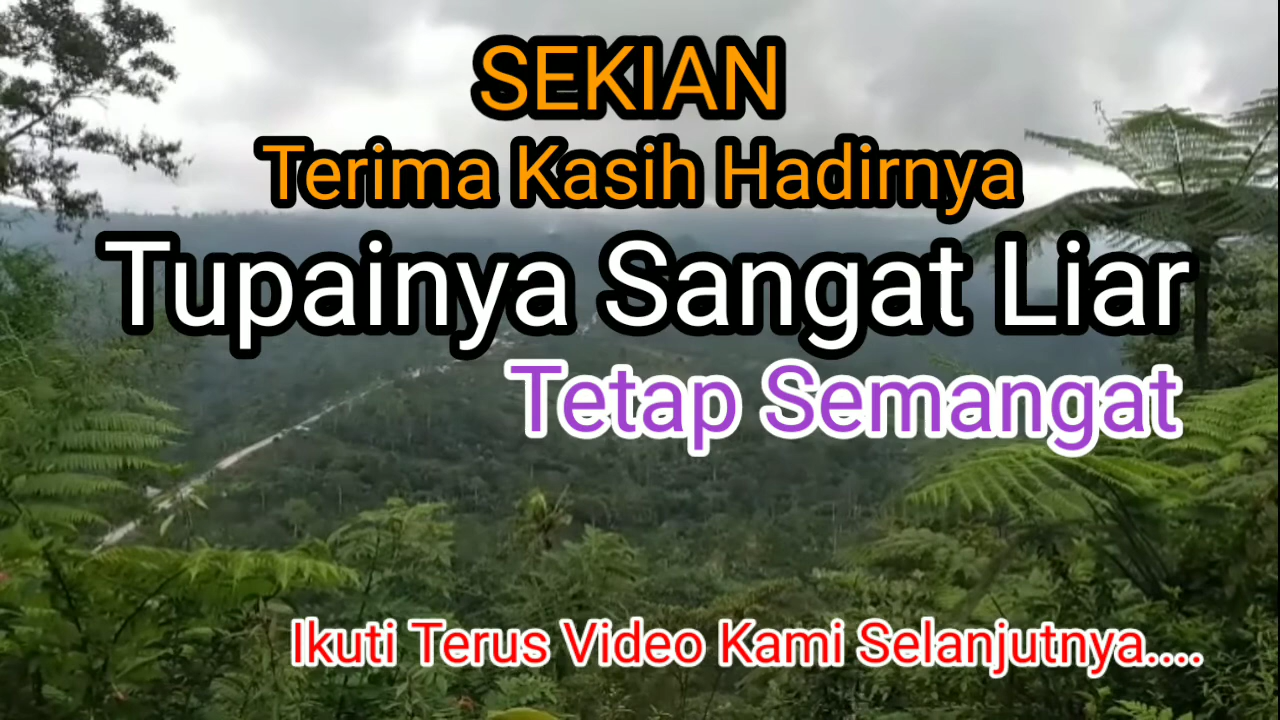 SEKIAN
Terima Kasih Hadirnya
Tupainya Sangat Liar
Tetap Semangat
Ikuti Terus Video Kami Selanjutnya....